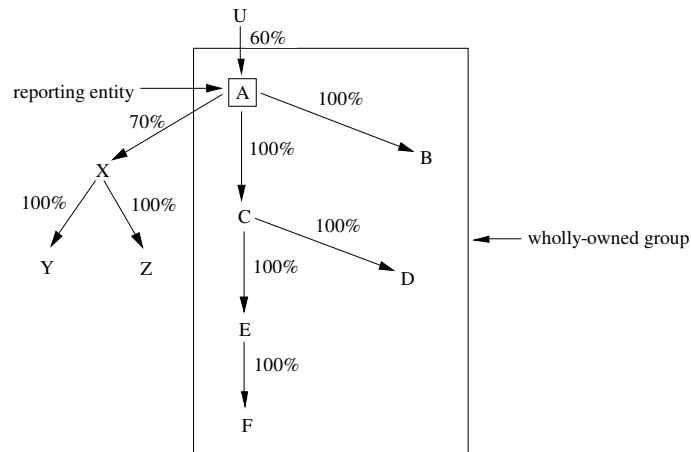 U
60%
reporting entity
A
100%
70%
B
100%
X
100%
100%
C
100%
wholly-owned group
Y
Z
D
100%
E
100%
F